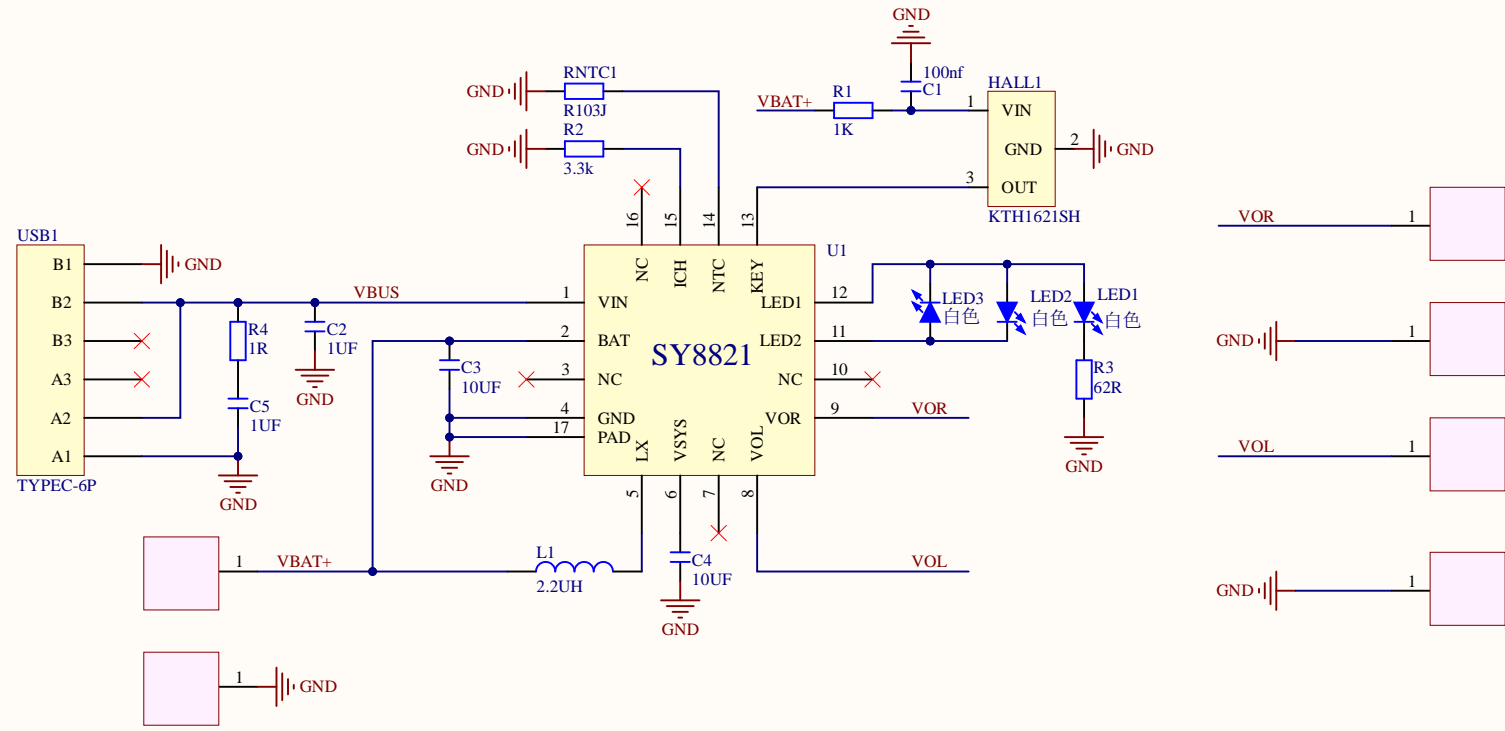 GND
RNTC1
GND
R103J
R2
GND
3.3k
100nf
C1
VBAT+
R1
1K
HALL1
1
VIN
GND
2
GND
3
OUT
KTH1621SH
USB1
B1
GND
B2
B3
A3
A2
A1
TYPEC-6P
VBUS
R4
1R
C5
1UF
GND
C2
1UF
GND
C3
10UF
GND
16
15
14
13
NC
ICH
NTC
KEY
U1
1
VIN
2
BAT
3
NC
4
GND
17
PAD
SY8821
LED1
12
LED2
11
NC
10
VOR
9
VOR
LX
VSYS
NC
VOL
5
6
7
8
LED3
白色
LED2
白色
LED1
白色
R3
62R
GND
1
VBAT+
L1
2.2UH
C4
10UF
GND
VOL
1
GND
VOR
1
GND
1
VOL
1
GND
1